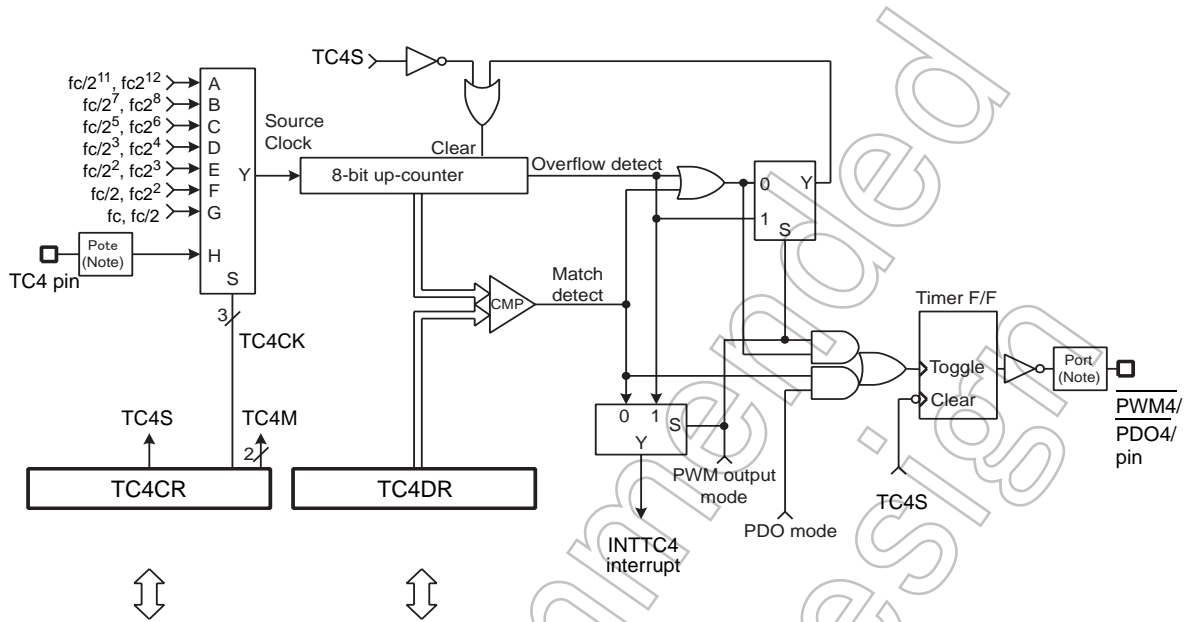 TC4S
fc/2¹¹, fc2¹²
fc/2⁷, fc2⁸
fc/2⁵, fc2⁶
fc/2³, fc2⁴
fc/2², fc2³
fc/2, fc2²
fc, fc/2
A
B
C
D
E
F
G
H
Y
S
Source
Clock
Clear
8-bit up-counter
Overflow detect
0
1
Y
S
Pote
(Note)
TC4 pin
3
TC4CK
CMP
Match
detect
Timer F/F
Toggle
Clear
Port
(Note)
PWM4/
PDO4/
pin
TC4S
TC4M
2
0 1 S
Y
PWM output
mode
TC4S
PDO mode
TC4CR
TC4DR
INTTC4
interrupt
nmended
esign